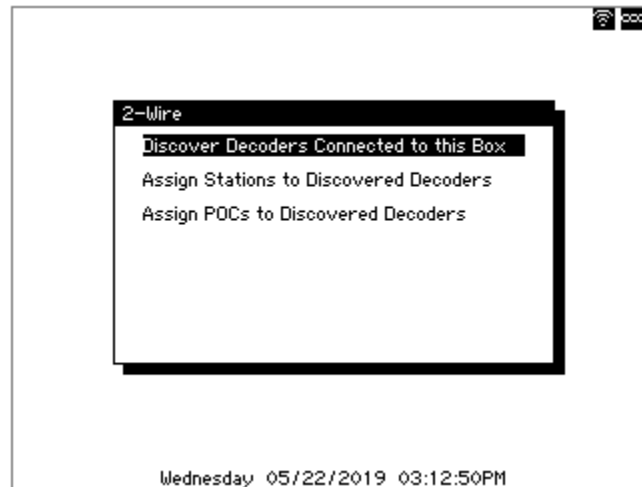 2-Wire
Discover Decoders Connected to this Box
Assign Stations to Discovered Decoders
Assign POCs to Discovered Decoders
Wednesday 05/22/2019 03:12:50PM